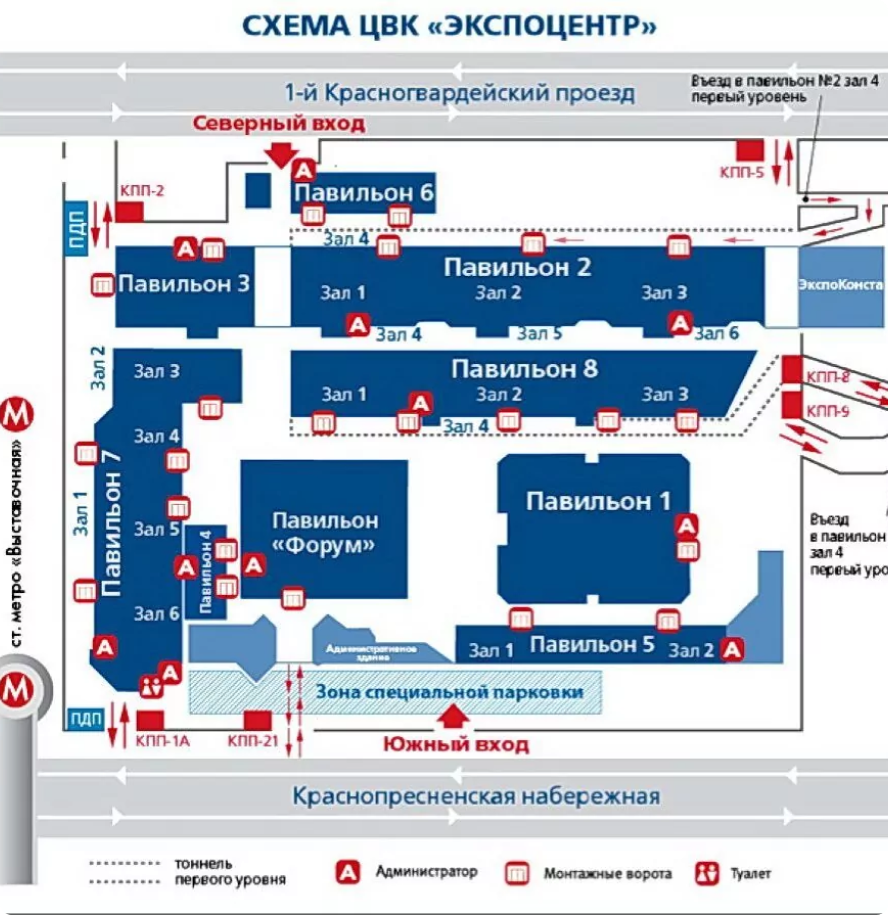 СХЕМА ЦВК «ЭКСПОЦЕНТР»
1-й Красногвардейский проезд
Въезд в павильон №2 зал 4
первый уровень
Северный вход
КПП-5
КПП-2
ПДП
А
Павильон 6
Зал 4
А
Павильон 2
Павильон 3
Зал 1
Зал 2
Зал 3
ЭкспоКонста
А
Зал 4
Зал 5
А
Зал 6
Зал 2
Зал 3
Павильон 8
КПП-8
Зал 1
А
Зал 2
Зал 3
КПП-9
М
Зал 4
Зал 4
ст. метро «Выставочная»
Зал 1
Павильон 7
Зал 5
Зал 6
Павильон 4
А
Павильон
«Форум»
А
Павильон 1
А
Въезд
в павильон
зал 4
первый уро
А
Административное
здание
Зал 1
Павильон 5
Зал 2
А
А
М
Зона специальной парковки
ПДП
КПП-1А
КПП-21
Южный вход
Краснопресненская набережная
тоннель
первого уровня
А
Администратор
Монтажные ворота
Туалет